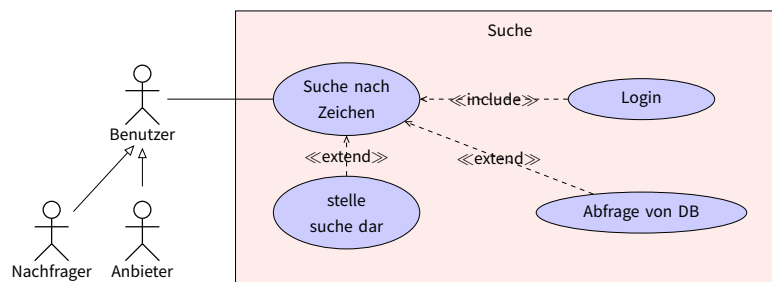 Suche
Suche nach
Zeichen
≪include≫
Login
Benutzer
≪extend≫
≪extend≫
stelle
suche dar
Abfrage von DB
Nachfrager
Anbieter